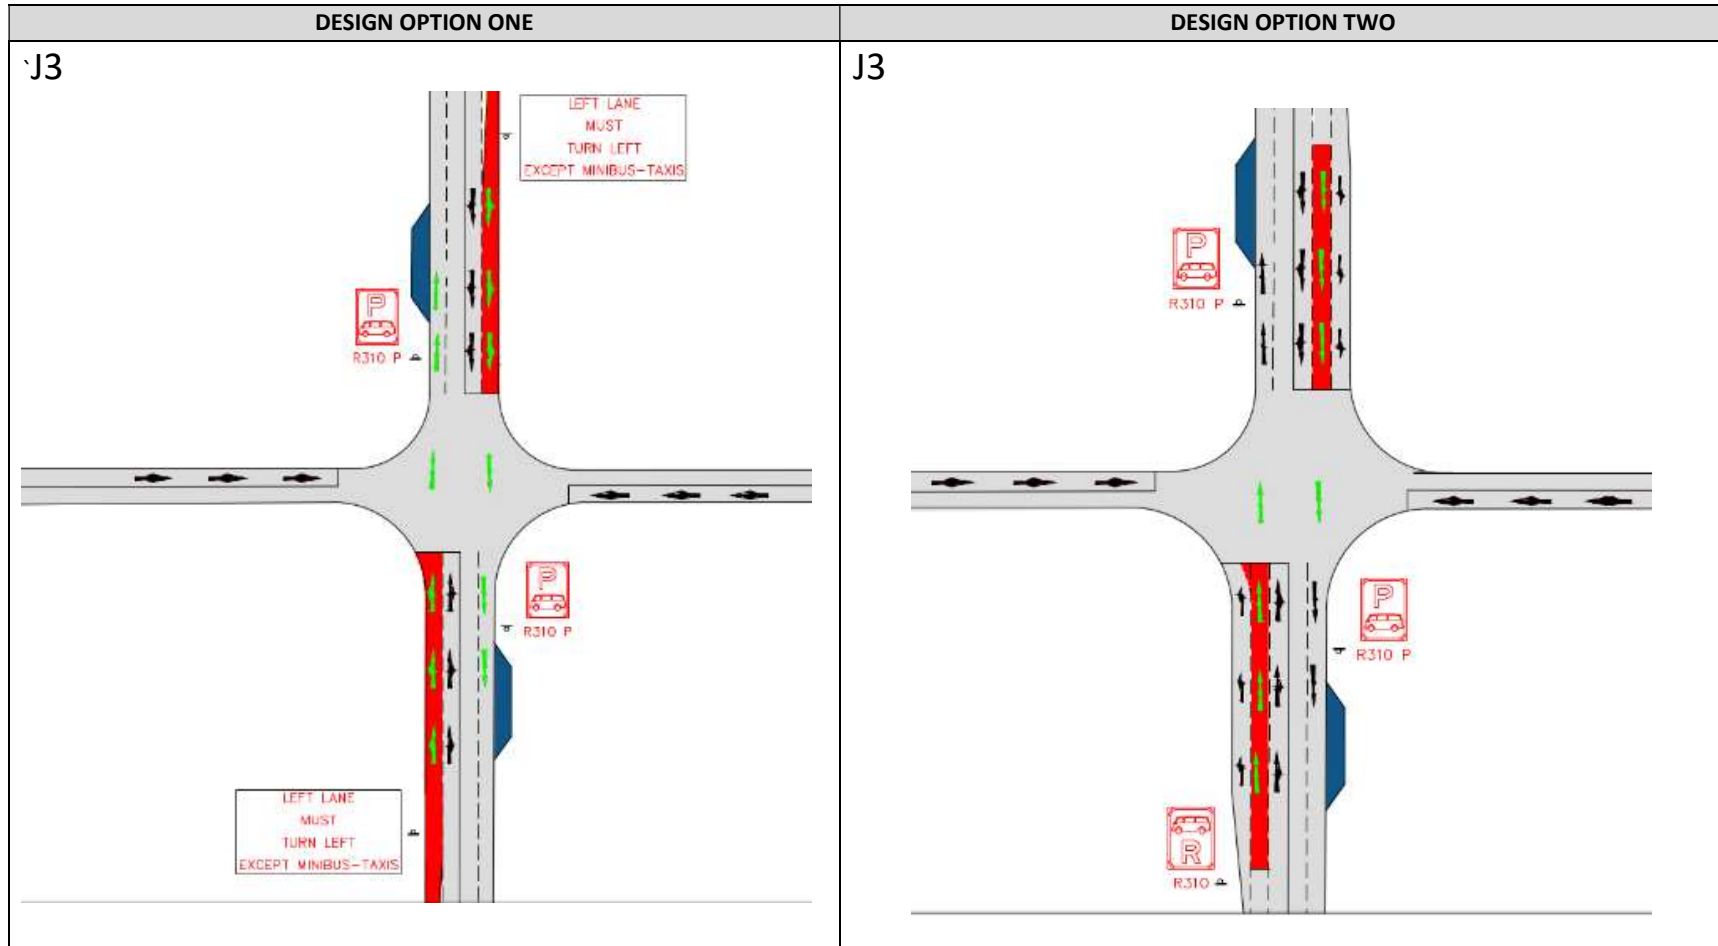 DESIGN OPTION ONE
DESIGN OPTION TWO
`J3
LEFT LANE
MUST
TURN LEFT
EXCEPT MINIBUS-TAXIS
P
R310 P
P
R310 P
LEFT LANE
MUST
TURN LEFT
EXCEPT MINIBUS-TAXIS
J3
P
R310 P
P
R310 P
R
R310